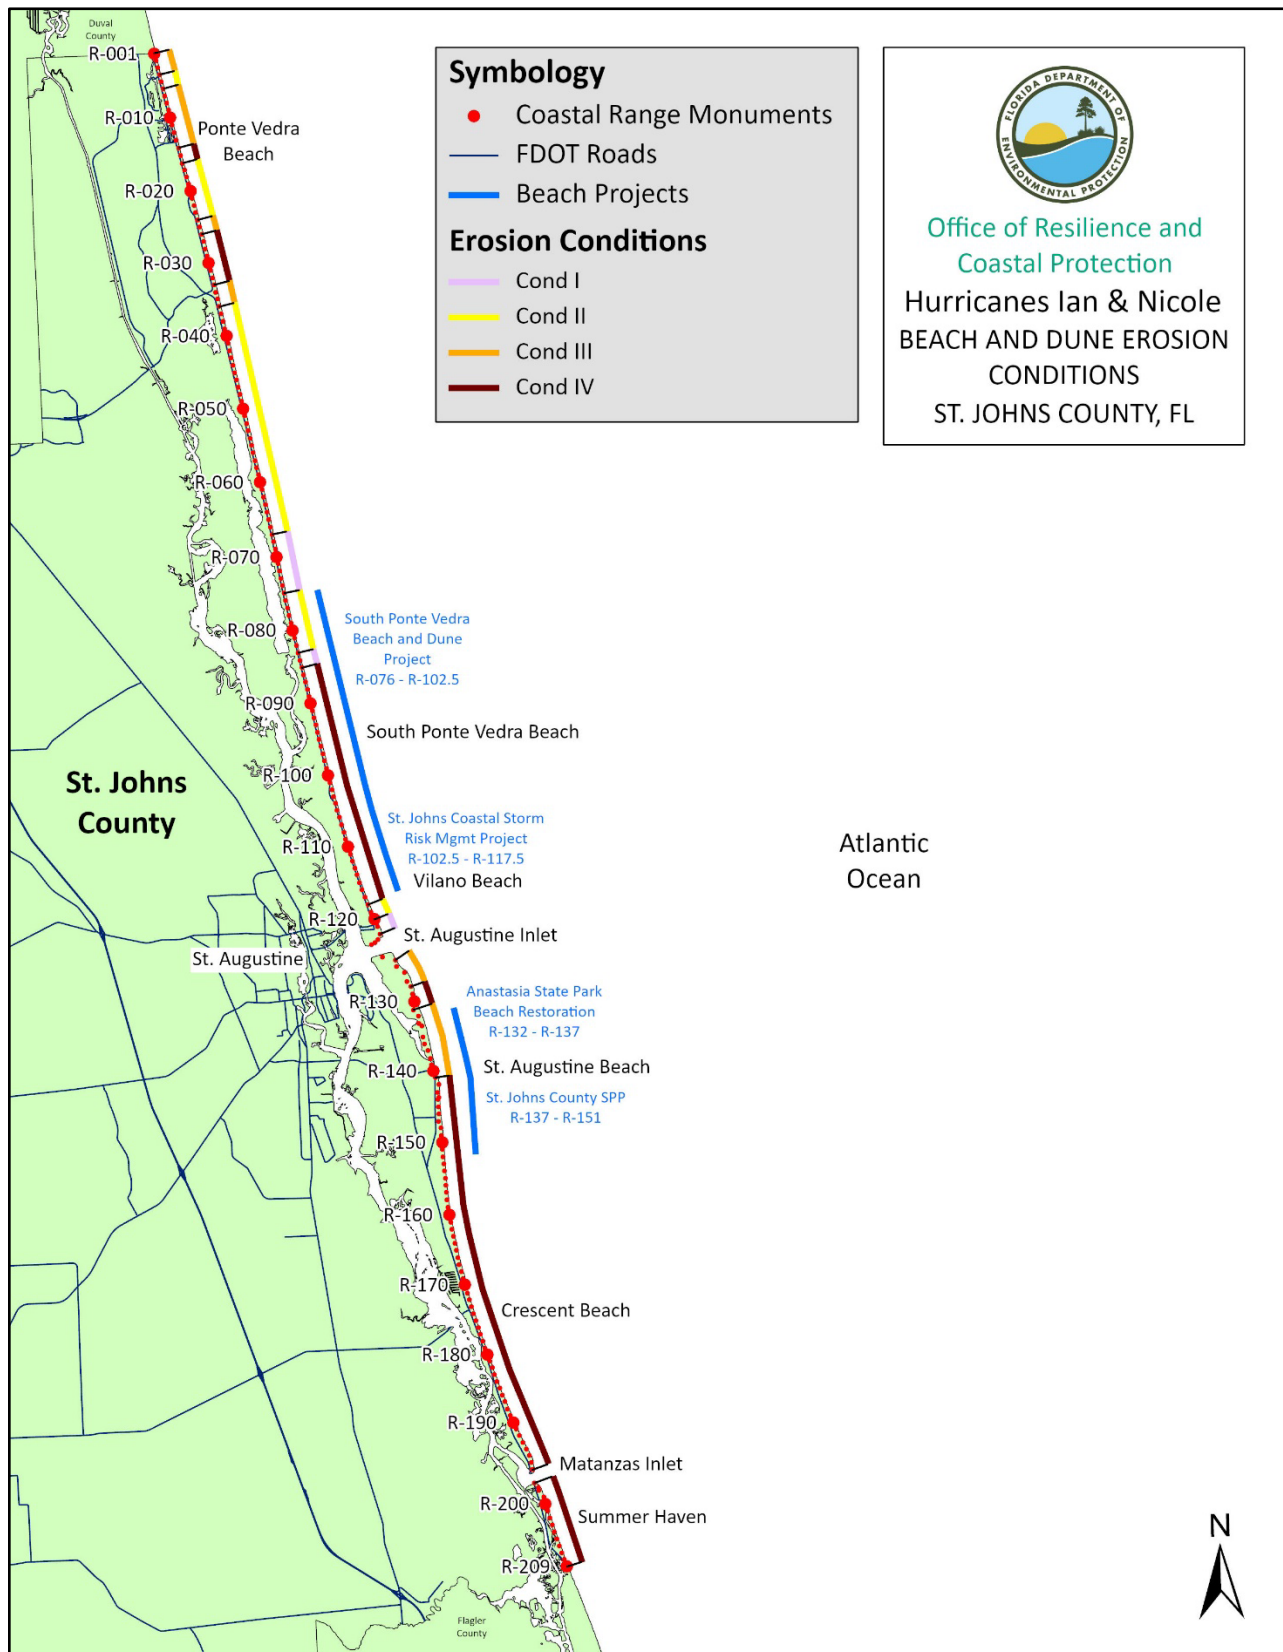 Duval
County
R-001
R-010
Ponte Vedra
Beach
R-020
R-030
R-040
R-050
R-060
R-070
R-080
R-090
R-100
R-110
R-120
R-130
R-140
R-150
R-160
R-170
R-180
R-190
R-200
R-209
Symbology
Coastal Range Monuments
FDOT Roads
Beach Projects
Erosion Conditions
Cond I
Cond II
Cond III
Cond IV
FLORIDA DEPARTMENT OF
ENVIRONMENTAL PROTECTION
Office of Resilience and
Coastal Protection
Hurricanes Ian & Nicole
BEACH AND DUNE EROSION
CONDITIONS
ST. JOHNS COUNTY, FL
South Ponte Vedra
Beach and Dune
Project
R-076 - R-102.5
South Ponte Vedra Beach
St. Johns
County
St. Johns Coastal Storm
Risk Mgmt Project
R-102.5 - R-117.5
Vilano Beach
Atlantic
Ocean
St. Augustine Inlet
St. Augustine
Anastasia State Park
Beach Restoration
R-132 - R-137
St. Augustine Beach
St. Johns County SPP
R-137 - R-151
Crescent Beach
Matanzas Inlet
Summer Haven
Flagler
County
N